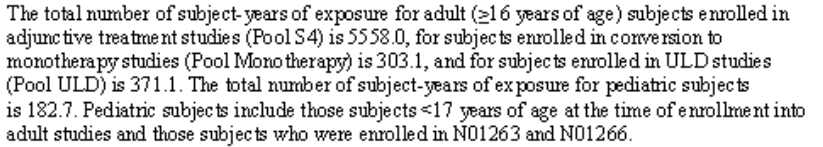 The total number of subject-years of exposure for adult (≥16 years of age) subjects enrolled in
adjunctive treatment studies (Pool S4) is 5558.0, for subjects enrolled in conversion to
monotherapy studies (Pool Monotherapy) is 303.1, and for subjects enrolled in ULD studies
(Pool ULD) is 371.1. The total number of subject-years of exposure for pediatric subjects
is 182.7. Pediatric subjects include those subjects <17 years of age at the time of enrollment into
adult studies and those subjects who were enrolled in N01263 and N01266.